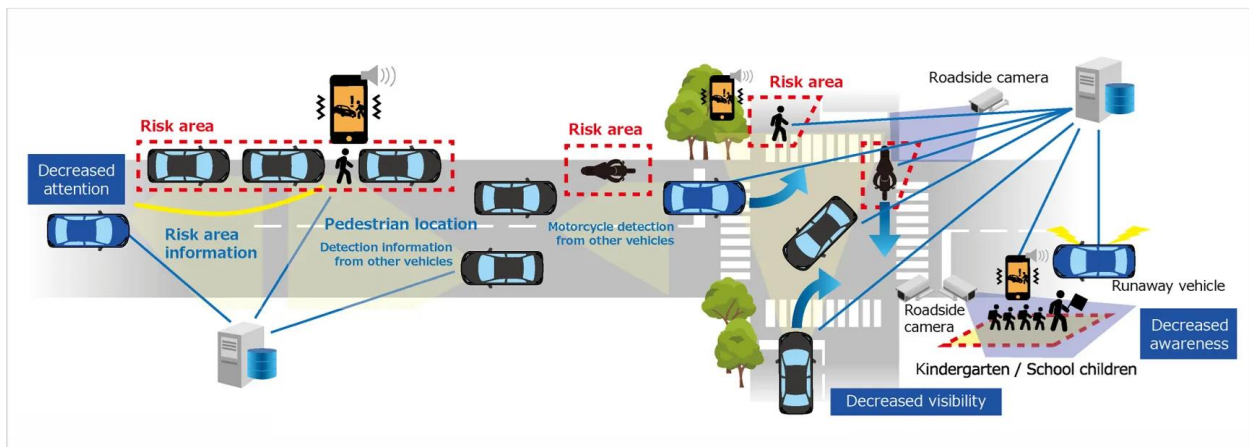 Risk area
Decreased
attention
Risk area
information
Pedestrian location
Detection information
from other vehicles
Risk area
Motorcycle detection
from other vehicles
Risk area
Roadside camera
Roadside
camera
Runaway vehicle
Decreased
awareness
Kindergarten / School children
Decreased visibility